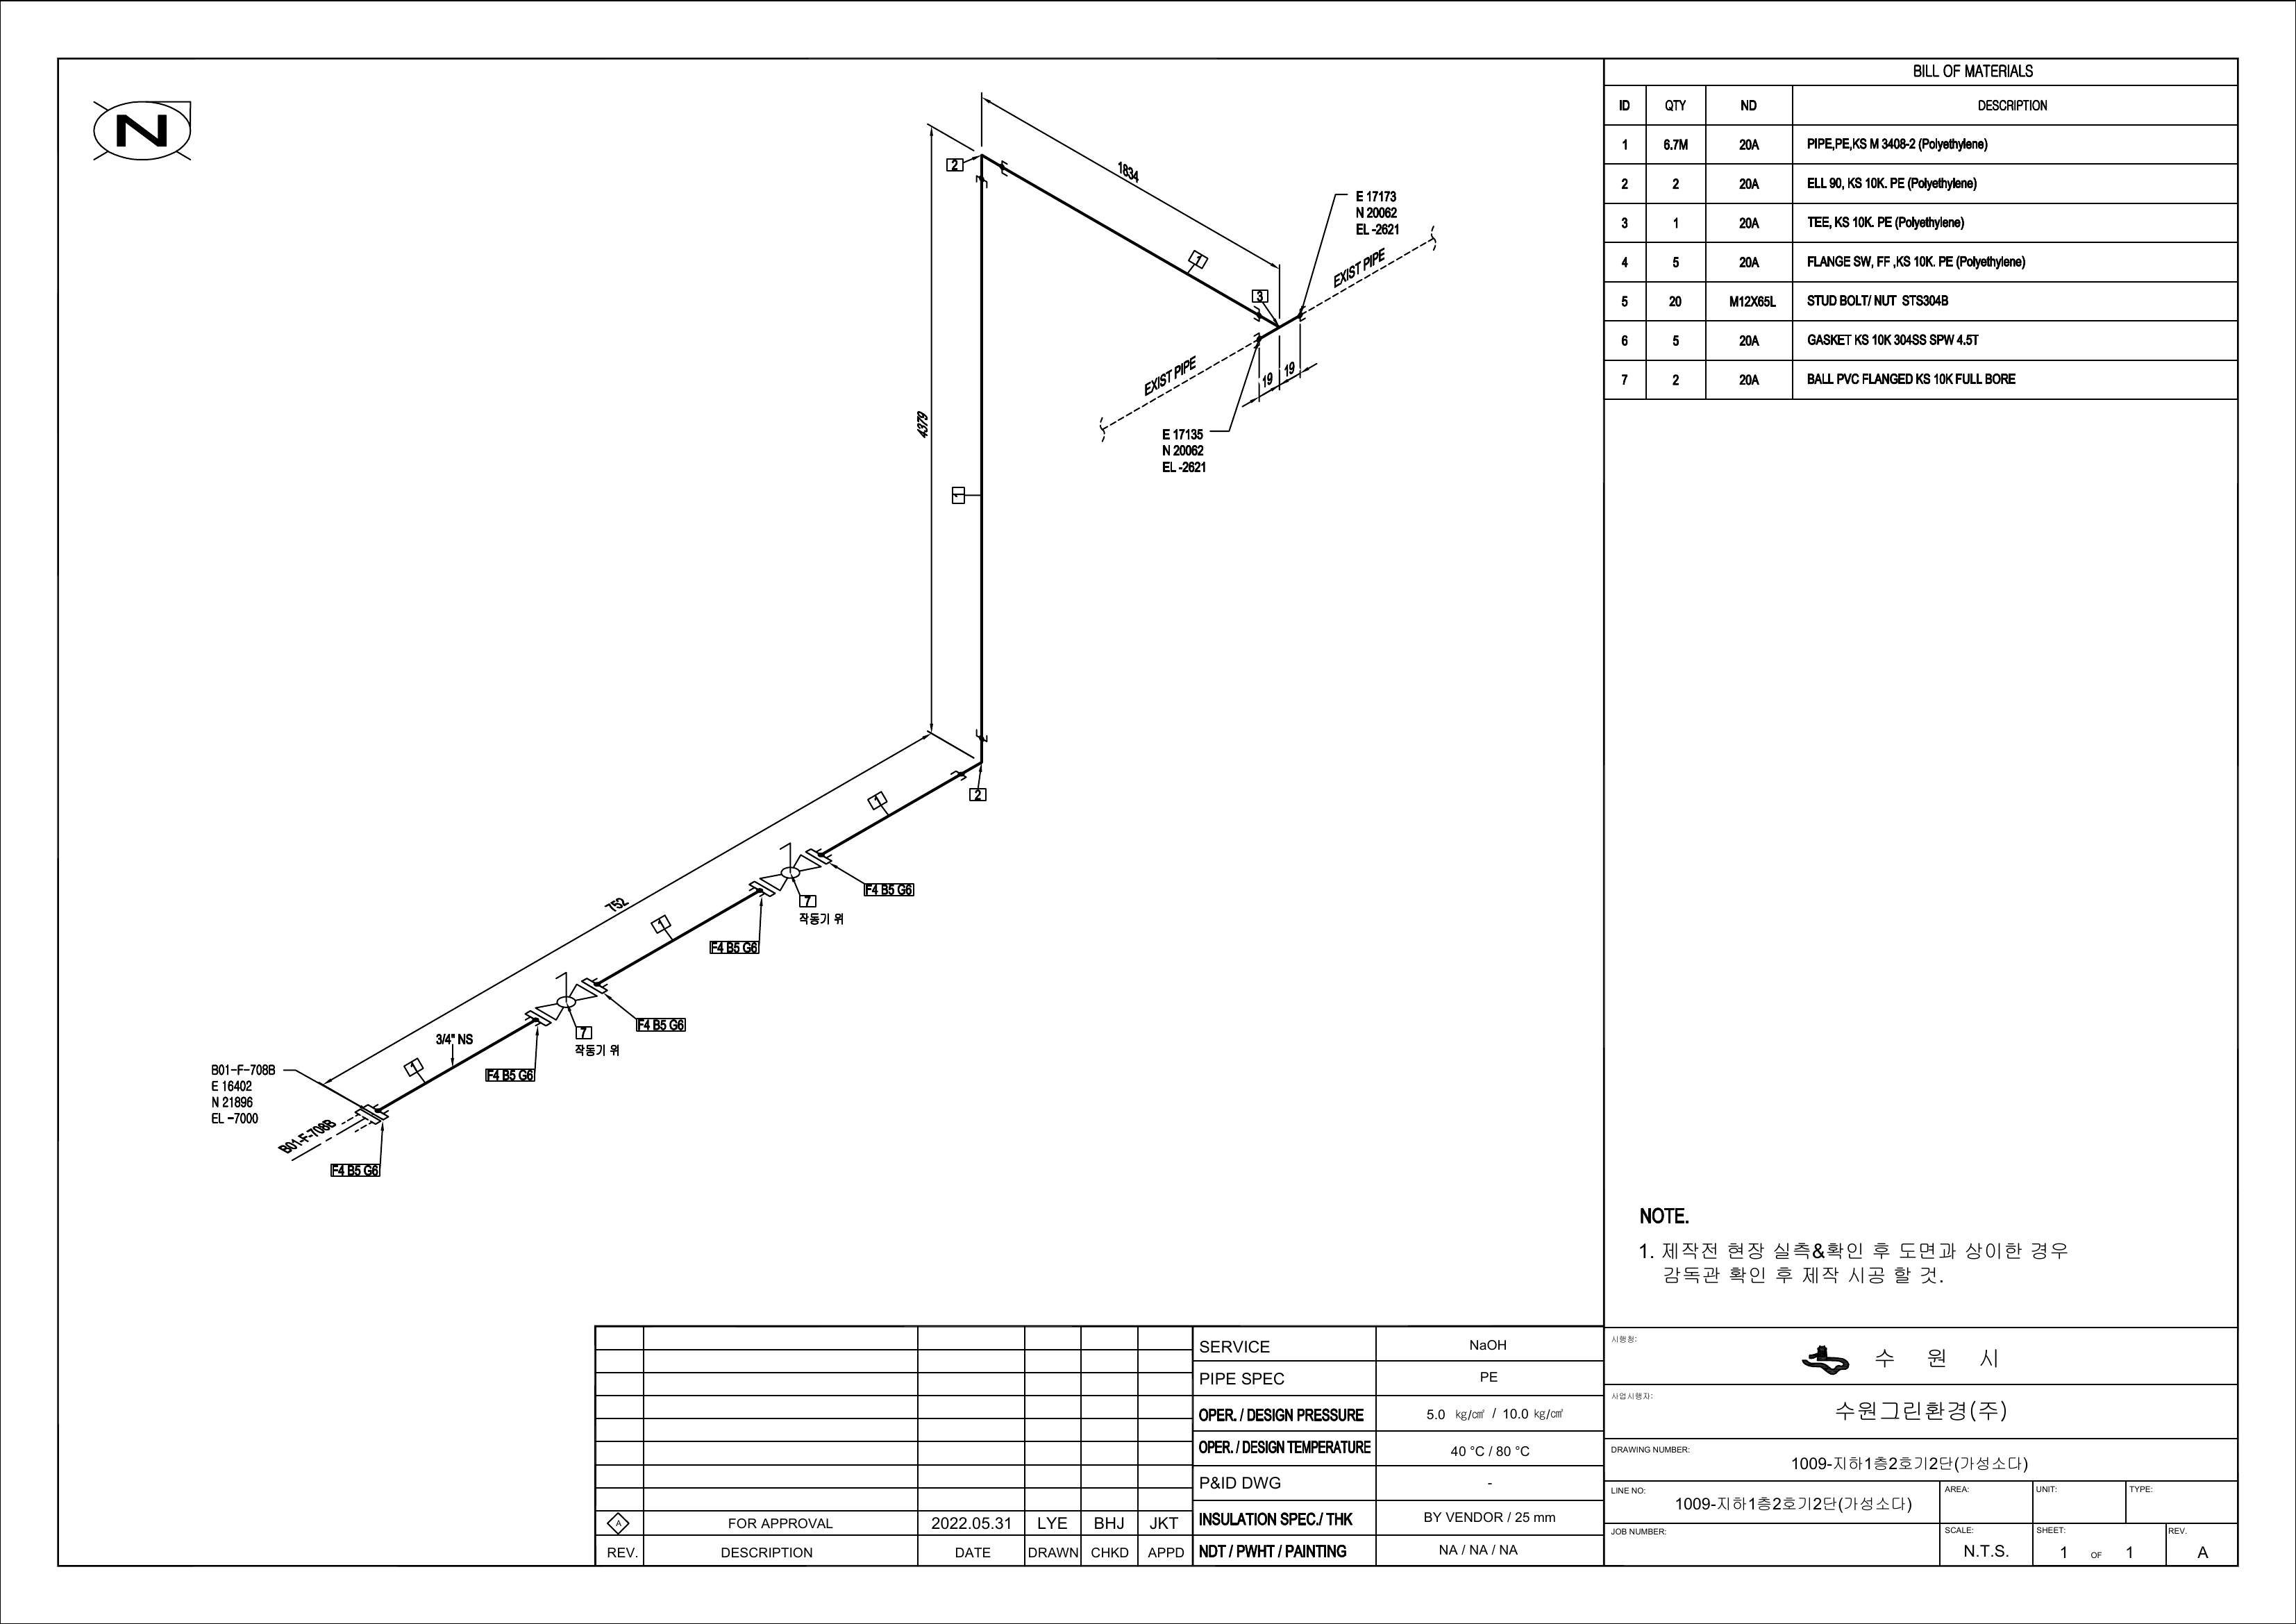 N
1834
4379
752
19
19
2
1
1
3
2
1
1
1
7
7
E 17173
N 20062
EL -2621
EXIST PIPE
EXIST PIPE
E 17135
N 20062
EL -2621
F4 B5 G6
작동기 위
F4 B5 G6
F4 B5 G6
작동기 위
F4 B5 G6
3/4" NS
B01-F-708B
E 16402
N 21896
EL -7000
B01-F-708B
F4 B5 G6
BILL OF MATERIALS
ID QTY ND DESCRIPTION
1 6.7M 20A PIPE,PE,KS M 3408-2 (Polyethylene)
2 2 20A ELL 90, KS 10K. PE (Polyethylene)
3 1 20A TEE, KS 10K. PE (Polyethylene)
4 5 20A FLANGE SW, FF ,KS 10K. PE (Polyethylene)
5 20 M12X65L STUD BOLT/ NUT STS304B
6 5 20A GASKET KS 10K 304SS SPW 4.5T
7 2 20A BALL PVC FLANGED KS 10K FULL BORE
NOTE.
1. 제작전 현장 실측&확인 후 도면과 상이한 경우
감독관 확인 후 제작 시공 할 것.
A FOR APPROVAL 2022.05.31 LYE BHJ JKT
REV. DESCRIPTION DATE DRAWN CHKD APPD
SERVICE NaOH
PIPE SPEC PE
OPER. / DESIGN PRESSURE 5.0 ㎏/㎠ / 10.0 ㎏/㎠
OPER. / DESIGN TEMPERATURE 40 °C / 80 °C
P&ID DWG -
INSULATION SPEC./ THK BY VENDOR / 25 mm
NDT / PWHT / PAINTING NA / NA / NA
시행청:
수 원 시
사업시행자:
수원그린환경(주)
DRAWING NUMBER:
1009-지하1층2호기2단(가성소다)
LINE NO: AREA: UNIT: TYPE:
1009-지하1층2호기2단(가성소다)
JOB NUMBER: SCALE: SHEET: REV.
N.T.S. 1 OF 1 A